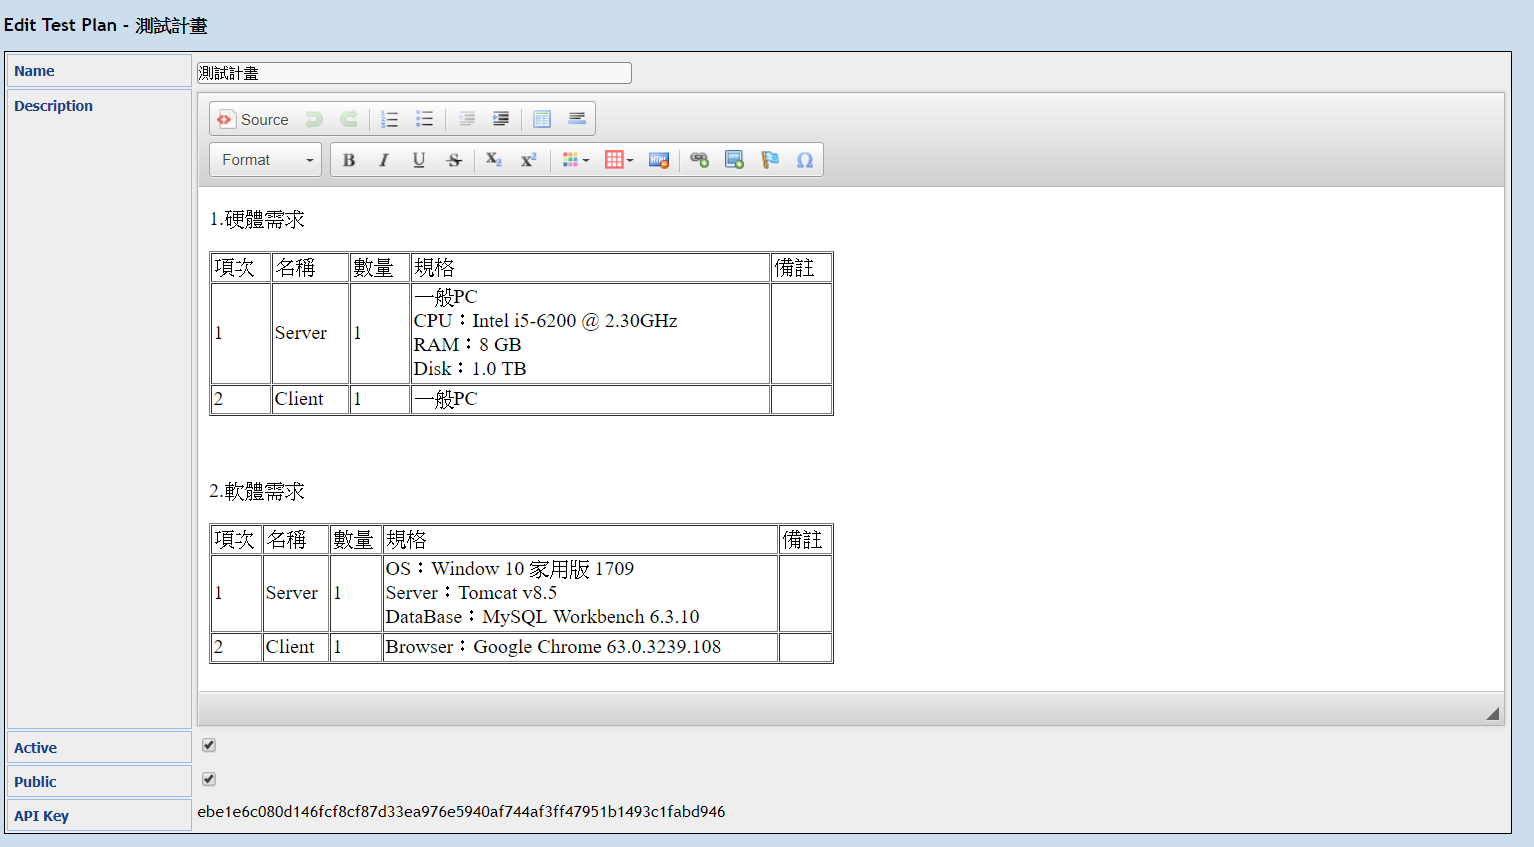 Edit Test Plan - 測試計畫
Name
測試計畫
Description
Source
Format
B I U S X₂ X² Ω
1.硬體需求
項次 名稱 數量 規格 備註
1 Server 1 一般PC
CPU：Intel i5-6200 @ 2.30GHz
RAM：8 GB
Disk：1.0 TB
2 Client 1 一般PC
2.軟體需求
項次 名稱 數量 規格 備註
1 Server 1 OS：Window 10 家用版 1709
Server：Tomcat v8.5
DataBase：MySQL Workbench 6.3.10
2 Client 1 Browser：Google Chrome 63.0.3239.108
Active
Public
API Key
ebe1e6c080d146fcf8cf87d33ea976e5940af744af3ff47951b1493c1fabd946